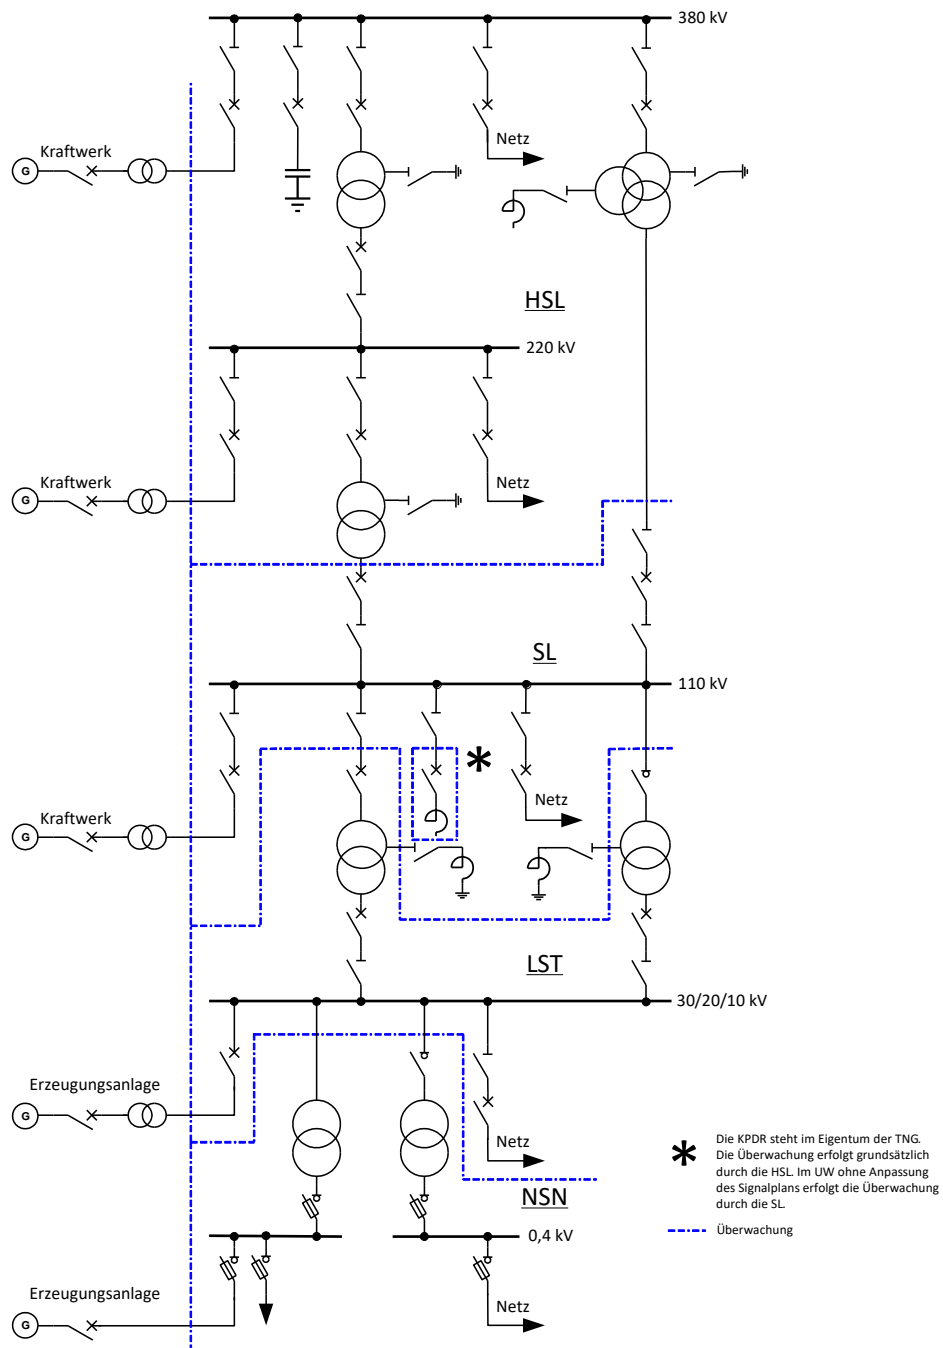 380 kV
Netz
Kraftwerk
G
HSL
220 kV
Kraftwerk
Netz
G
SL
110 kV
*
Netz
Kraftwerk
G
LST
30/20/10 kV
Erzeugungsanlage
G
Netz
NSN
* Die KPDR steht im Eigentum der TNG.
Die Überwachung erfolgt grundsätzlich
durch die HSL. Im UW ohne Anpassung
des Signalplans erfolgt die Überwachung
durch die SL.
Überwachung
0,4 kV
Erzeugungsanlage
Netz
G